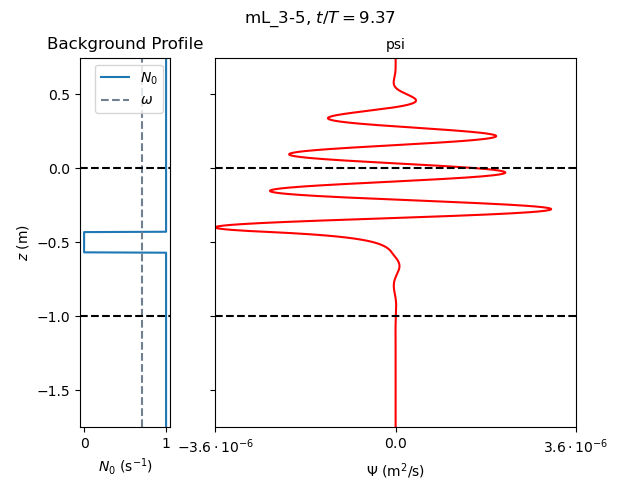 mL_3-5, t/T = 9.37
Background Profile
psi
N₀
ω
0.5
0.0
−0.5
−1.0
−1.5
z (m)
0
1
N₀ (s⁻¹)
−3.6 · 10⁻⁶
0.0
3.6 · 10⁻⁶
Ψ (m²/s)